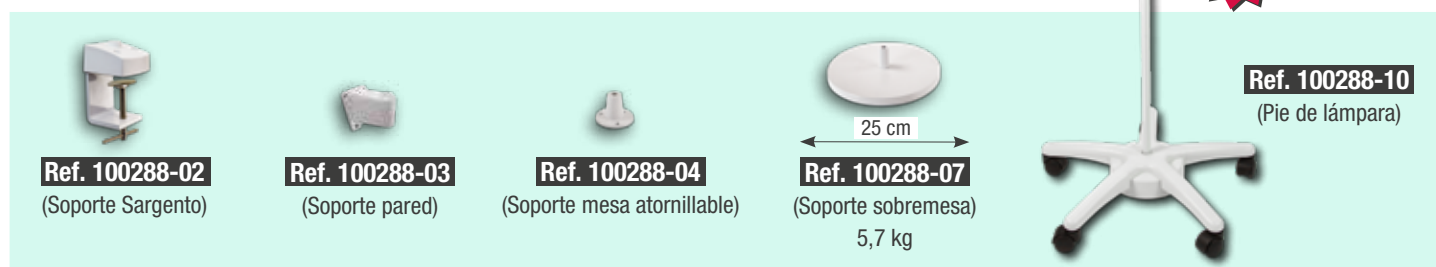 Ref. 100288-02
(Soporte Sargento)
Ref. 100288-03
(Soporte pared)
Ref. 100288-04
(Soporte mesa atornillable)
25 cm
Ref. 100288-07
(Soporte sobremesa)
5,7 kg
Ref. 100288-10
(Pie de lámpara)